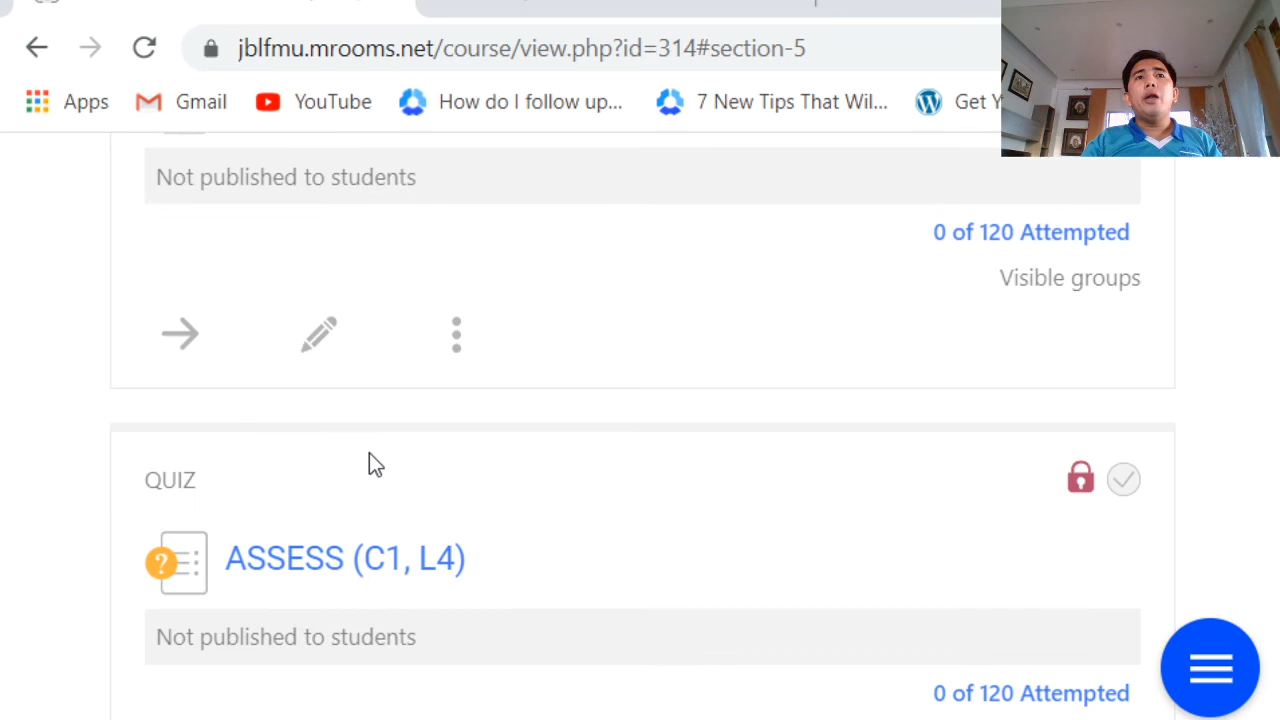 jblfmu.mrooms.net/course/view.php?id=314#section-5
Apps Gmail YouTube How do I follow up... 7 New Tips That Wil... Get Y
Not published to students
0 of 120 Attempted
Visible groups
QUIZ
ASSESS (C1, L4)
Not published to students
0 of 120 Attempted